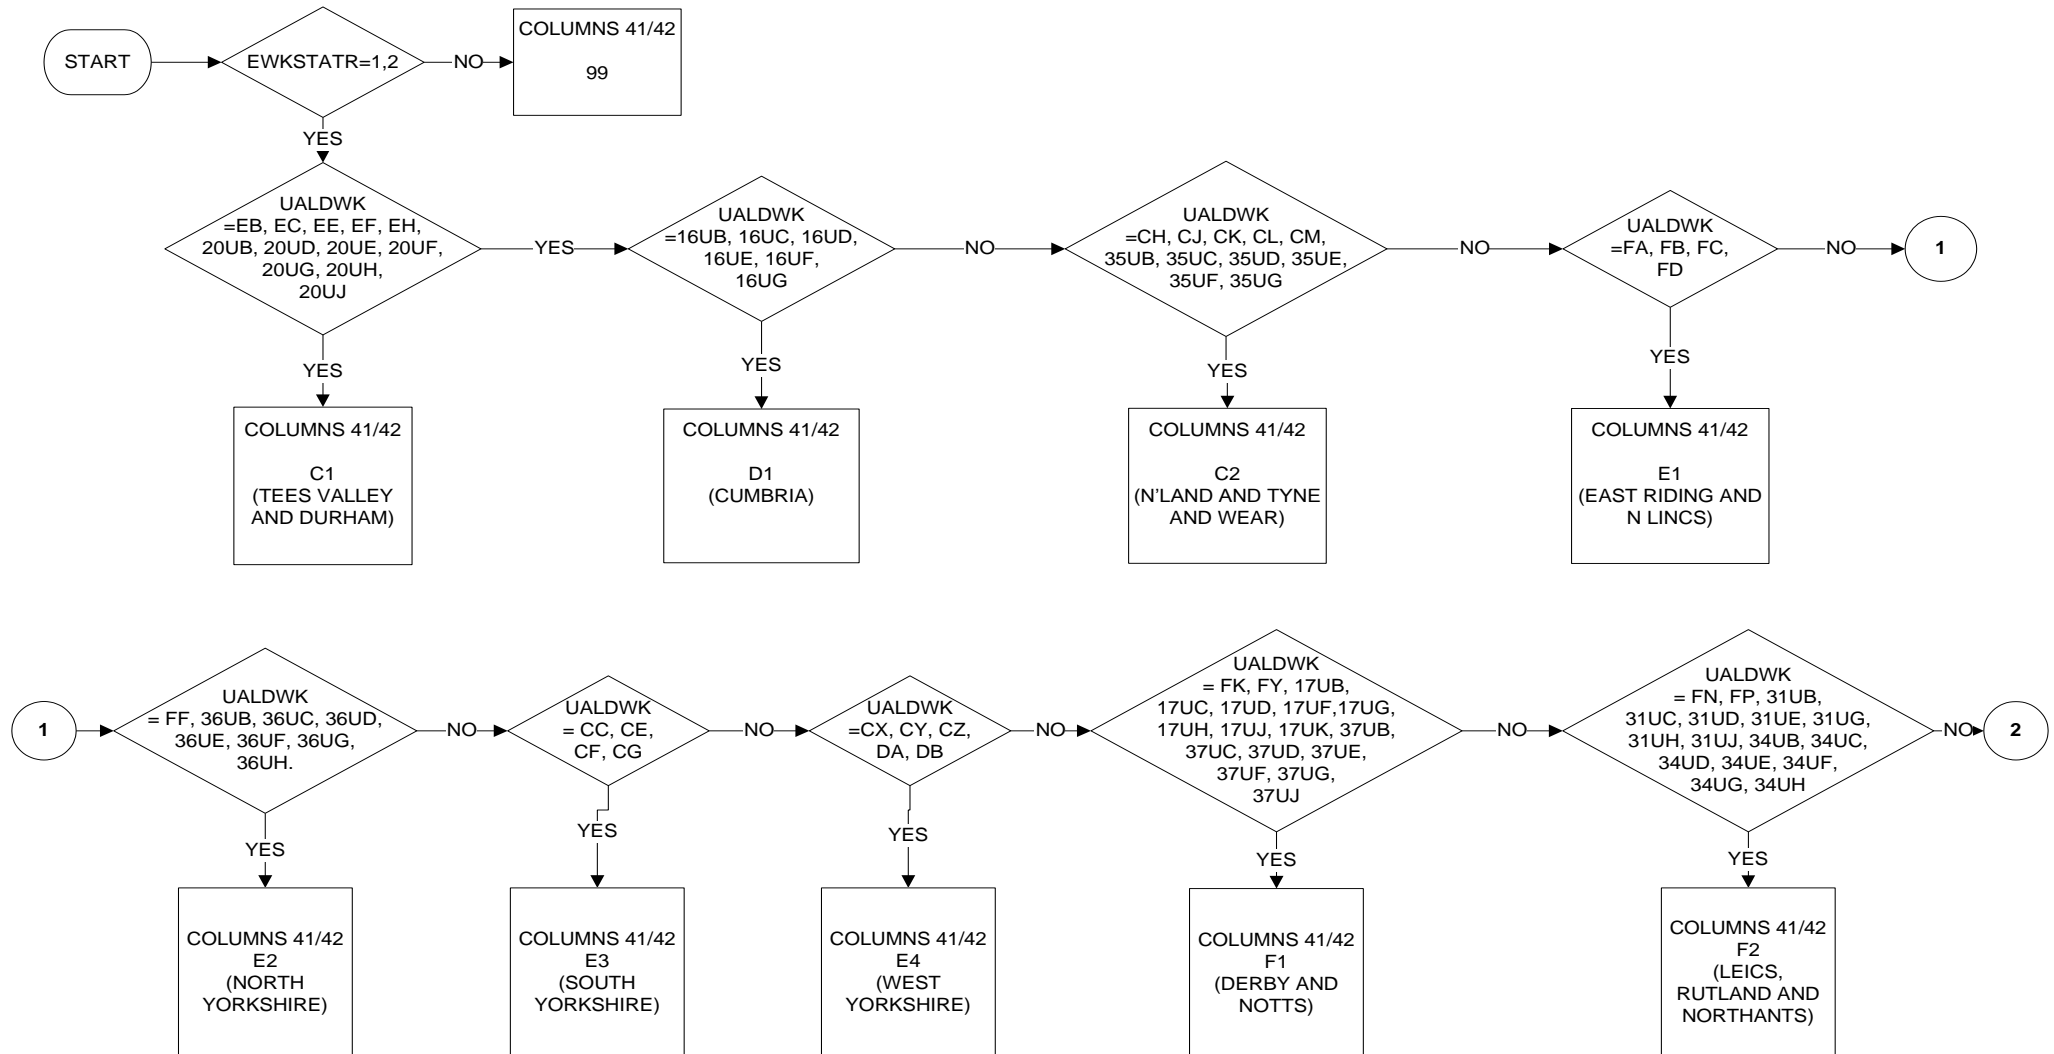 START
EWKSTATR=1,2
NO
COLUMNS 41/42
99
YES
UALDWK
=EB, EC, EE, EF, EH,
20UB, 20UD, 20UE, 20UF,
20UG, 20UH,
20UJ
YES
UALDWK
=16UB, 16UC, 16UD,
16UE, 16UF,
16UG
NO
UALDWK
=CH, CJ, CK, CL, CM,
35UB, 35UC, 35UD, 35UE,
35UF, 35UG
NO
UALDWK
=FA, FB, FC,
FD
NO
1
YES
YES
YES
YES
COLUMNS 41/42
C1
(TEES VALLEY
AND DURHAM)
COLUMNS 41/42
D1
(CUMBRIA)
COLUMNS 41/42
C2
(N'LAND AND TYNE
AND WEAR)
COLUMNS 41/42
E1
(EAST RIDING AND
N LINCS)
1
UALDWK
= FF, 36UB, 36UC, 36UD,
36UE, 36UF, 36UG,
36UH.
NO
UALDWK
= CC, CE,
CF, CG
NO
UALDWK
=CX, CY, CZ,
DA, DB
NO
UALDWK
= FK, FY, 17UB,
17UC, 17UD, 17UF,17UG,
17UH, 17UJ, 17UK, 37UB,
37UC, 37UD, 37UE,
37UF, 37UG,
37UJ
NO
UALDWK
= FN, FP, 31UB,
31UC, 31UD, 31UE, 31UG,
31UH, 31UJ, 34UB, 34UC,
34UD, 34UE, 34UF,
34UG, 34UH
NO
2
YES
YES
YES
YES
YES
COLUMNS 41/42
E2
(NORTH
YORKSHIRE)
COLUMNS 41/42
E3
(SOUTH
YORKSHIRE)
COLUMNS 41/42
E4
(WEST
YORKSHIRE)
COLUMNS 41/42
F1
(DERBY AND
NOTTS)
COLUMNS 41/42
F2
(LEICS,
RUTLAND AND
NORTHANTS)